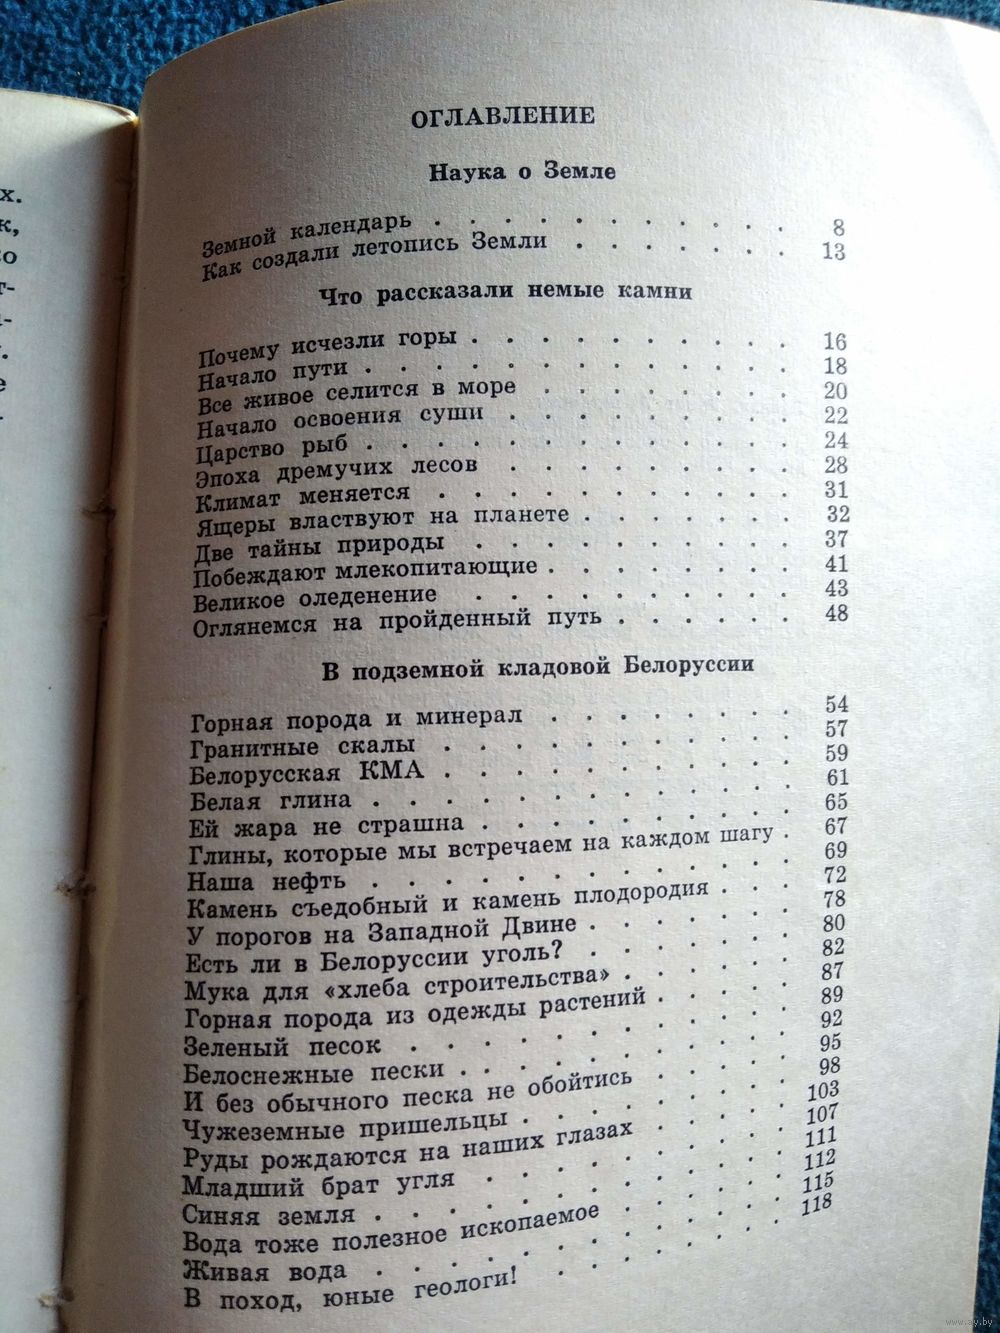 х.
к,
со
т-
.
е
.
ОГЛАВЛЕНИЕ
Наука о Земле
Земной календарь . . . . . . . . . . . 8
Как создали летопись Земли . . . . . . . 13
Что рассказали немые камни
Почему исчезли горы . . . . . . . . . . 16
Начало пути . . . . . . . . . . . . . 18
Все живое селится в море . . . . . . . . 20
Начало освоения суши . . . . . . . . . 22
Царство рыб . . . . . . . . . . . . . 24
Эпоха дремучих лесов . . . . . . . . . 28
Климат меняется . . . . . . . . . . . 31
Ящеры властвуют на планете . . . . . . . 32
Две тайны природы . . . . . . . . . . 37
Побеждают млекопитающие . . . . . . . . 41
Великое оледенение . . . . . . . . . . 43
Оглянемся на пройденный путь . . . . . . 48
В подземной кладовой Белоруссии
Горная порода и минерал . . . . . . . . 54
Гранитные скалы . . . . . . . . . . . 57
Белорусская КМА . . . . . . . . . . . 59
Белая глина . . . . . . . . . . . . . 61
Ей жара не страшна . . . . . . . . . . 65
Глины, которые мы встречаем на каждом шагу . 67
Наша нефть . . . . . . . . . . . . . 69
Камень съедобный и камень плодородия . . . 72
У порогов на Западной Двине . . . . . . . 78
Есть ли в Белоруссии уголь? . . . . . . . 80
Мука для «хлеба строительства» . . . . . . 82
Горная порода из одежды растений . . . . . 87
Зеленый песок . . . . . . . . . . . . 89
Белоснежные пески . . . . . . . . . . . 92
И без обычного песка не обойтись . . . . . 95
Чужеземные пришельцы . . . . . . . . . 98
Руды рождаются на наших глазах . . . . . 103
Младший брат угля . . . . . . . . . . 107
Синяя земля . . . . . . . . . . . . . 111
Вода тоже полезное ископаемое . . . . . . 112
Живая вода . . . . . . . . . . . . . 115
В поход, юные геологи! . . . . . . . . 118
www.ay.by